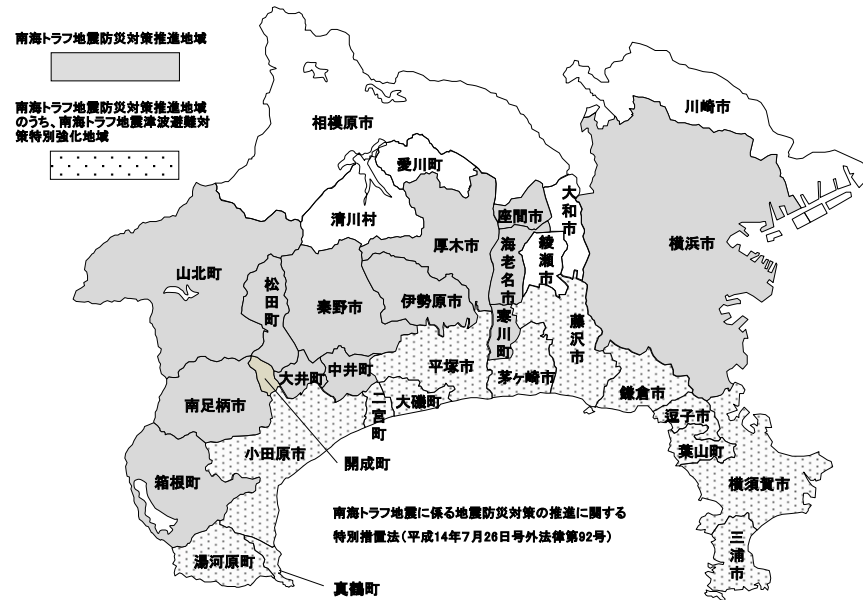 南海トラフ地震防災対策推進地域
南海トラフ地震防災対策推進地域
のうち、南海トラフ地震津波避難対
策特別強化地域
相模原市
川崎市
愛川町
清川村
座間市
大和市
綾瀬市
海老名市
厚木市
横浜市
山北町
松田町
秦野市
伊勢原市
寒川町
藤沢市
平塚市
茅ヶ崎市
大井町
中井町
南足柄市
二宮町
大磯町
鎌倉市
逗子市
葉山町
小田原市
開成町
箱根町
横須賀市
三浦市
湯河原町
真鶴町
南海トラフ地震に係る地震防災対策の推進に関する
特別措置法(平成14年7月26日号外法律第92号)